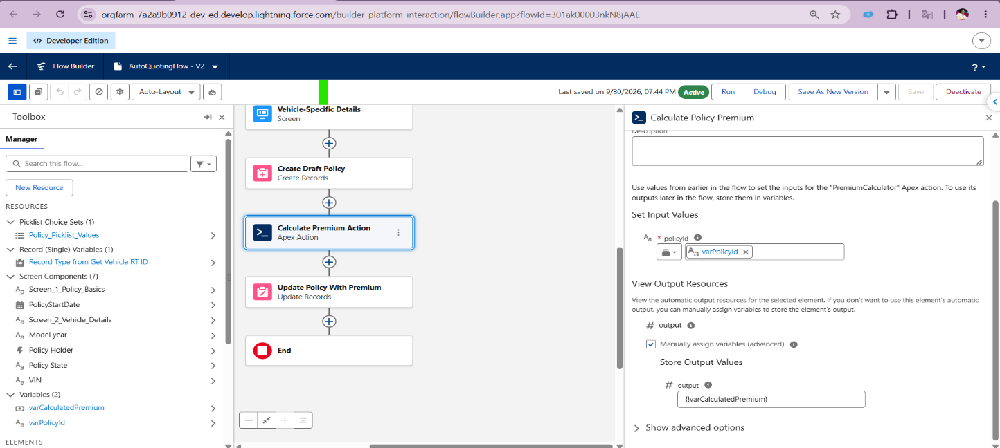 orgfarm-7a2a9b0912-dev-ed.develop.lightning.force.com/builder_platform_interaction/flowBuilder.app?flowId=301ak00003nkN8jAAE
</> Developer Edition
Flow Builder
AutoQuotingFlow - V2
?
Auto-Layout
Last saved on 9/30/2026, 07:44 PM
Active
Run
Debug
Save As New Version
Save
Deactivate
Toolbox
Manager
Search this flow...
New Resource
RESOURCES
Picklist Choice Sets (1)
Policy_Picklist_Values
Record (Single) Variables (1)
Record Type from Get Vehicle RT ID
Screen Components (7)
Screen_1_Policy_Basics
PolicyStartDate
Screen_2_Vehicle_Details
Model year
Policy Holder
Policy State
VIN
Variables (2)
varCalculatedPremium
varPolicyId
ELEMENTS
Vehicle-Specific Details
Screen
Create Draft Policy
Create Records
Calculate Premium Action
Apex Action
Update Policy With Premium
Update Records
End
Calculate Policy Premium
Description
Use values from earlier in the flow to set the inputs for the "PremiumCalculator" Apex action. To use its
outputs later in the flow, store them in variables.
Set Input Values
Aa * policyId
Aa varPolicyId
View Output Resources
View the automatic output resources for the selected element. If you don't want to use this element's automatic
output, you can manually assign variables to store the element's output.
# output
Manually assign variables (advanced)
Store Output Values
# output
{!varCalculatedPremium}
Show advanced options